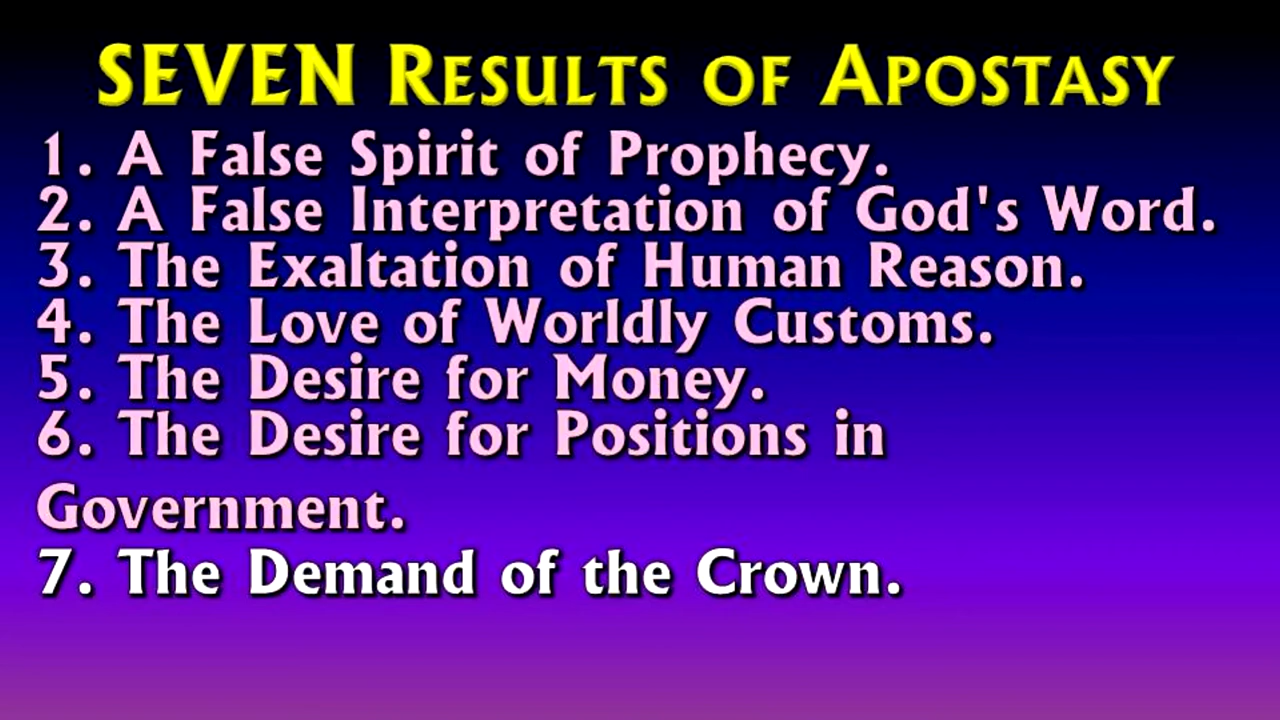 SEVEN RESULTS OF APOSTASY
1. A False Spirit of Prophecy.
2. A False Interpretation of God's Word.
3. The Exaltation of Human Reason.
4. The Love of Worldly Customs.
5. The Desire for Money.
6. The Desire for Positions in
Government.
7. The Demand of the Crown.